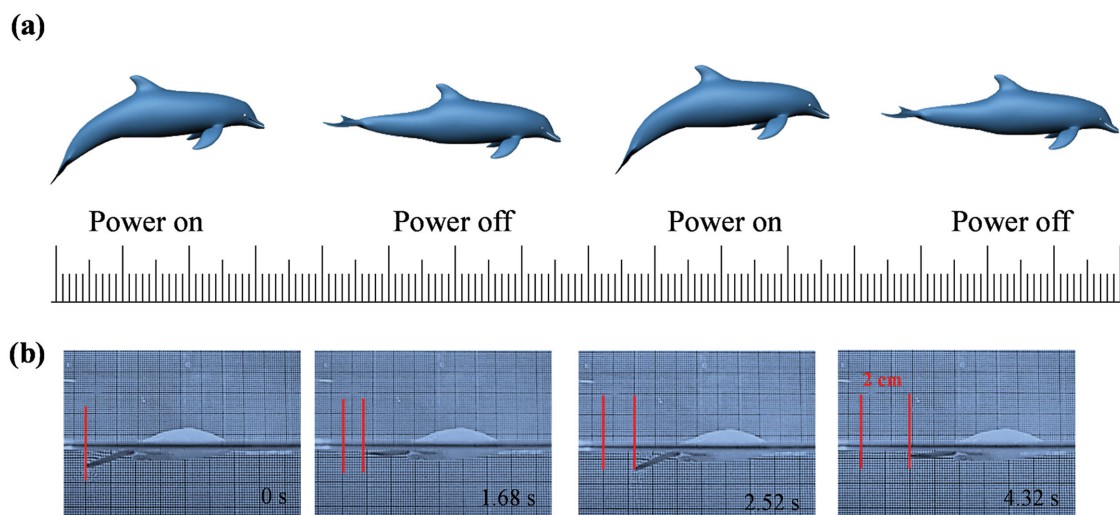 (a)
Power on
Power off
Power on
Power off
(b)
0 s
1.68 s
2.52 s
2 cm
4.32 s